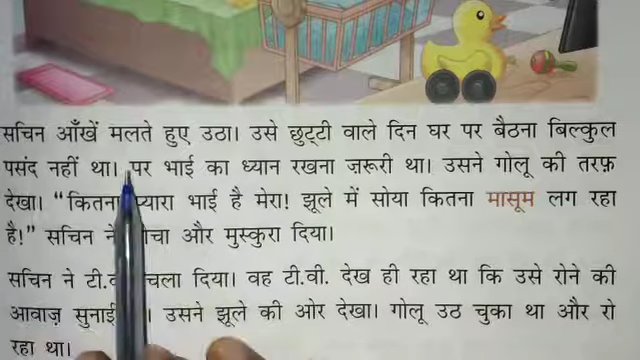 सचिन आँखें मलते हुए उठा। उसे छुट्टी वाले दिन घर पर बैठना बिल्कुल
पसंद नहीं था। पर भाई का ध्यान रखना ज़रूरी था। उसने गोलू की तरफ़
देखा। “कितना प्यारा भाई है मेरा! झूले में सोया कितना मासूम लग रहा
है!” सचिन ने सोचा और मुस्कुरा दिया।
सचिन ने टी.वी. चला दिया। वह टी.वी. देख ही रहा था कि उसे रोने की
आवाज़ सुनाई उसने झूले की ओर देखा। गोलू उठ चुका था और रो
रहा था।